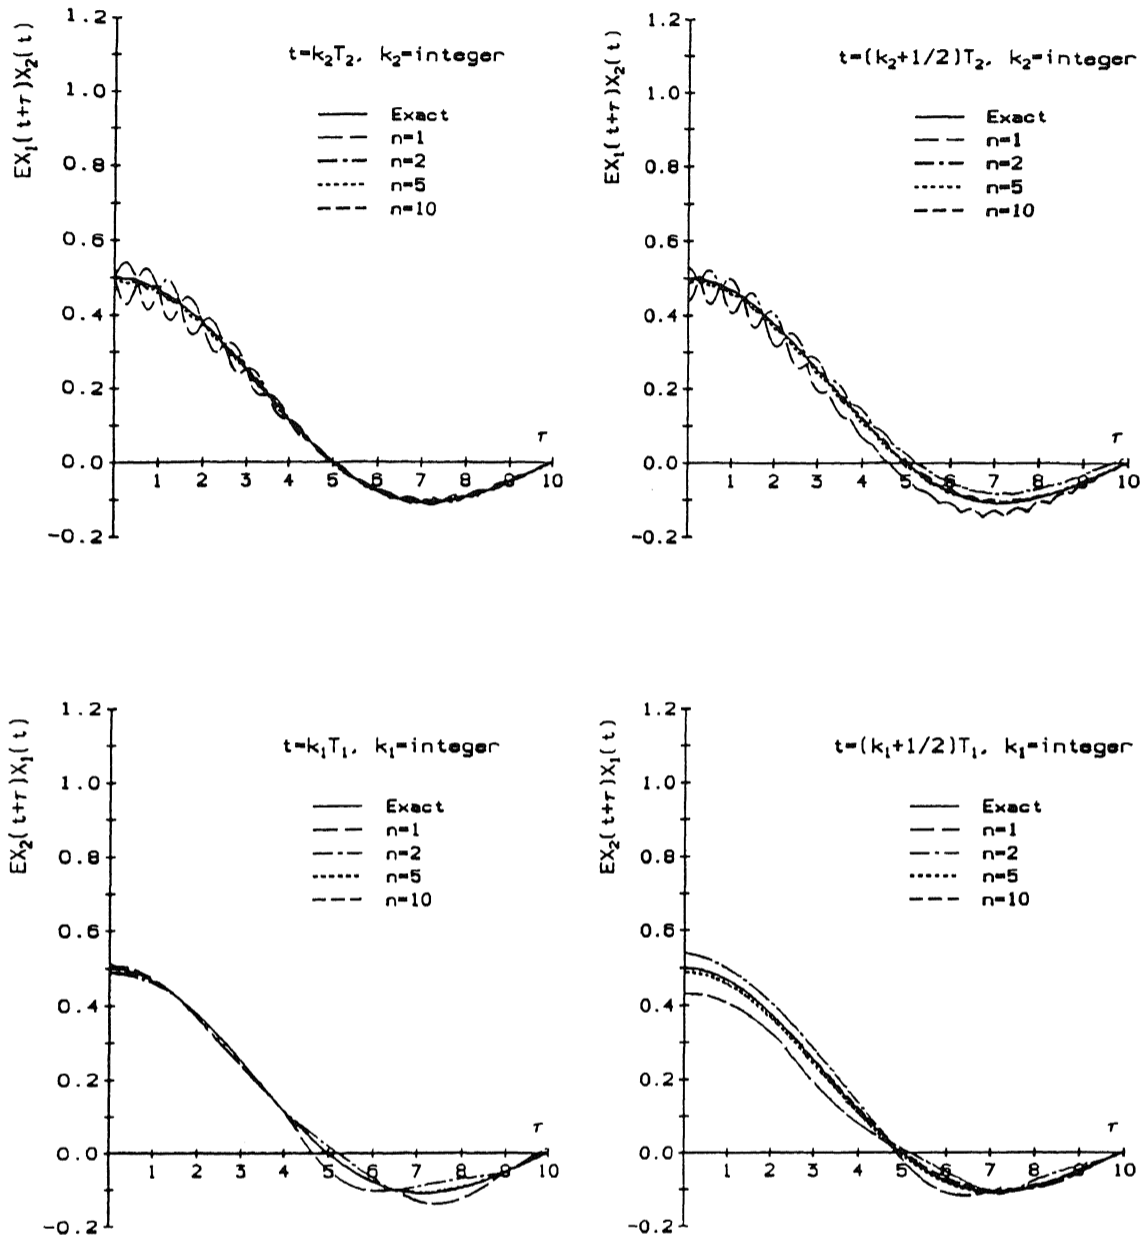 EX₁(t+τ)X₂(t)
1.2
1.0
0.8
0.6
0.4
0.2
0.0
-0.2
t=k₂T₂, k₂=integer
Exact
n=1
n=2
n=5
n=10
τ
1 2 3 4 5 6 7 8 9 10
EX₁(t+τ)X₂(t)
1.2
1.0
0.8
0.6
0.4
0.2
0.0
-0.2
t=(k₂+1/2)T₂, k₂=integer
Exact
n=1
n=2
n=5
n=10
τ
1 2 3 4 5 6 7 8 9 10
EX₂(t+τ)X₁(t)
1.2
1.0
0.8
0.6
0.4
0.2
0.0
-0.2
t=k₁T₁, k₁=integer
Exact
n=1
n=2
n=5
n=10
τ
1 2 3 4 5 6 7 8 9 10
EX₂(t+τ)X₁(t)
1.2
1.0
0.8
0.6
0.4
0.2
0.0
-0.2
t=(k₁+1/2)T₁, k₁=integer
Exact
n=1
n=2
n=5
n=10
τ
1 2 3 4 5 6 7 8 9 10